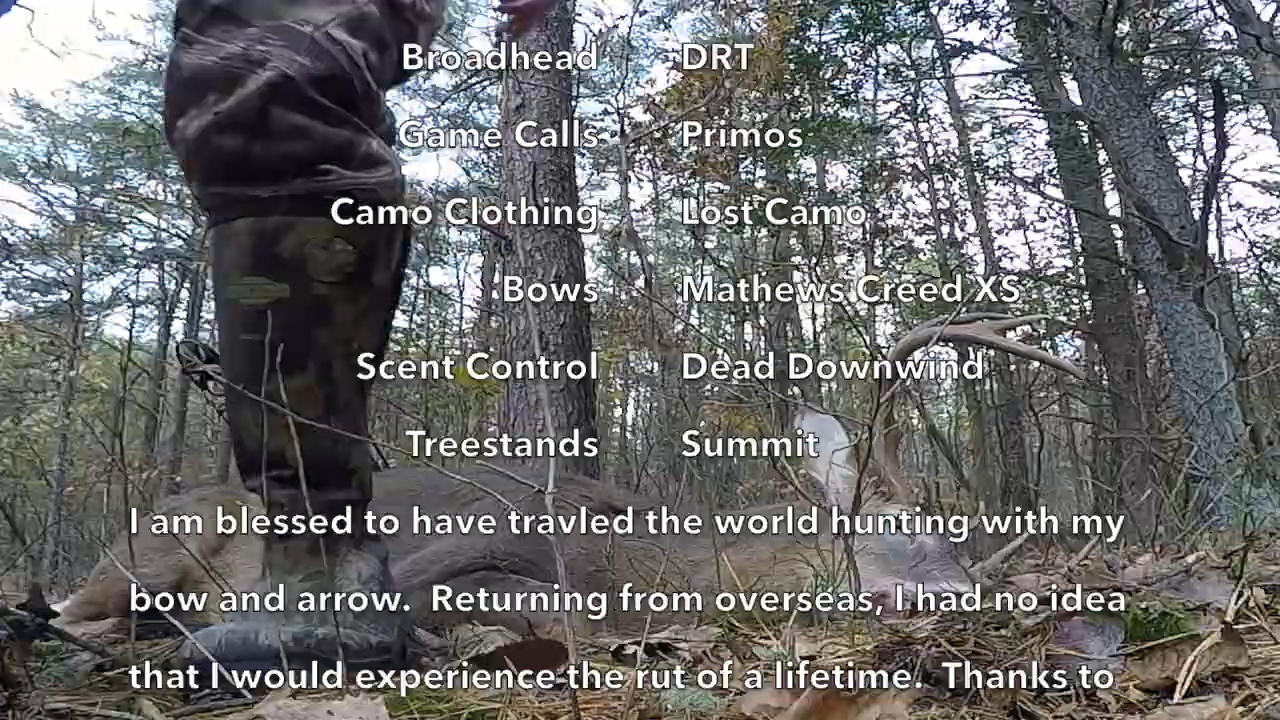 Broadhead DRT
Game Calls Primos
Camo Clothing Lost Camo
Bows Mathews Creed XS
Scent Control Dead Downwind
Treestands Summit
I am blessed to have travled the world hunting with my
bow and arrow. Returning from overseas, I had no idea
that I would experience the rut of a lifetime. Thanks to